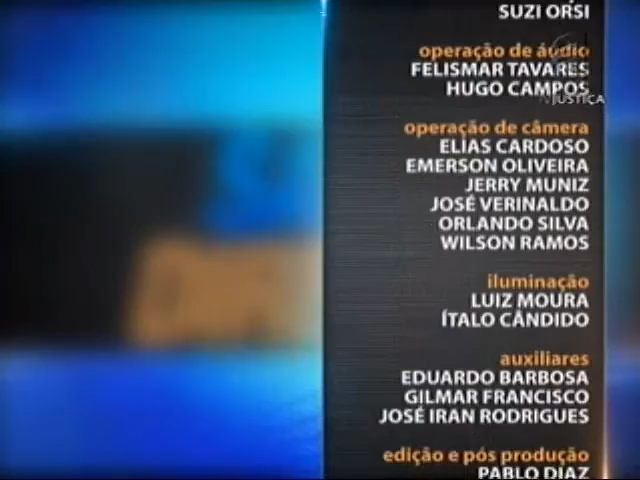 SUZI ORSI
operação de áudio
FELISMAR TAVARES
HUGO CAMPOS
JUSTIÇA
operação de câmera
ELIAS CARDOSO
EMERSON OLIVEIRA
JERRY MUNIZ
JOSÉ VERINALDO
ORLANDO SILVA
WILSON RAMOS
iluminação
LUIZ MOURA
ÍTALO CÂNDIDO
auxiliares
EDUARDO BARBOSA
GILMAR FRANCISCO
JOSÉ IRAN RODRIGUES
edição e pós produção
PABLO DIAZ